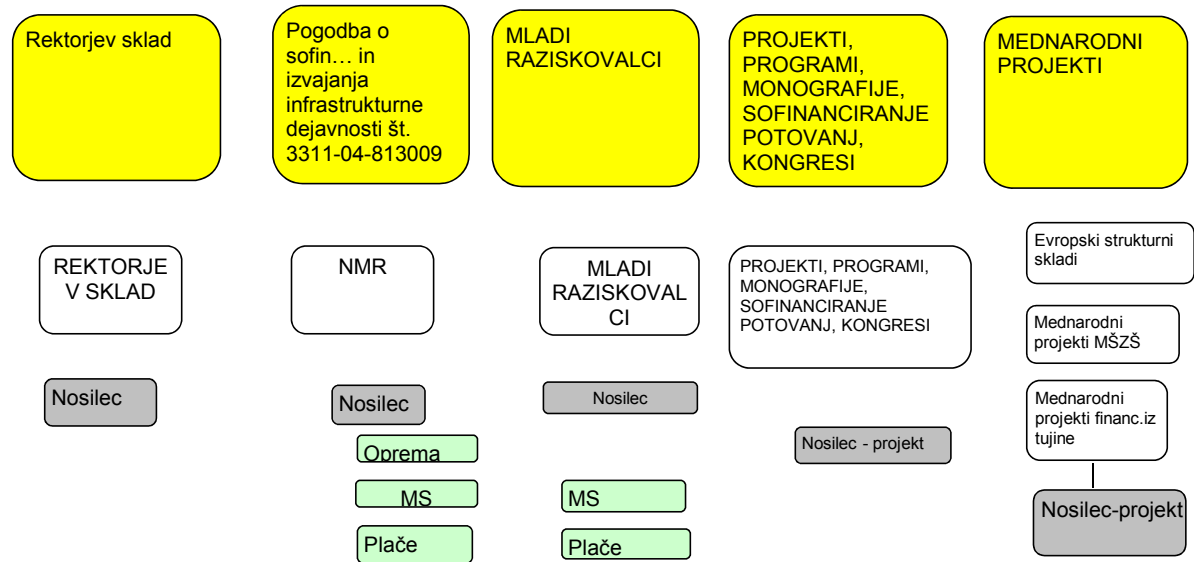 Rektorjev sklad
Pogodba o
sofin… in
izvajanja
infrastrukturne
dejavnosti št.
3311-04-813009
MLADI
RAZISKOVALCI
PROJEKTI,
PROGRAMI,
MONOGRAFIJE,
SOFINANCIRANJE
POTOVANJ,
KONGRESI
MEDNARODNI
PROJEKTI
REKTORJE
V SKLAD
NMR
MLADI
RAZISKOVAL
CI
PROJEKTI, PROGRAMI,
MONOGRAFIJE,
SOFINANCIRANJE
POTOVANJ, KONGRESI
Evropski strukturni
skladi
Mednarodni
projekti MŠZŠ
Mednarodni
projekti financ.iz
tujine
Nosilec
Nosilec
Nosilec
Nosilec - projekt
Nosilec-projekt
Oprema
MS
Plače
MS
Plače